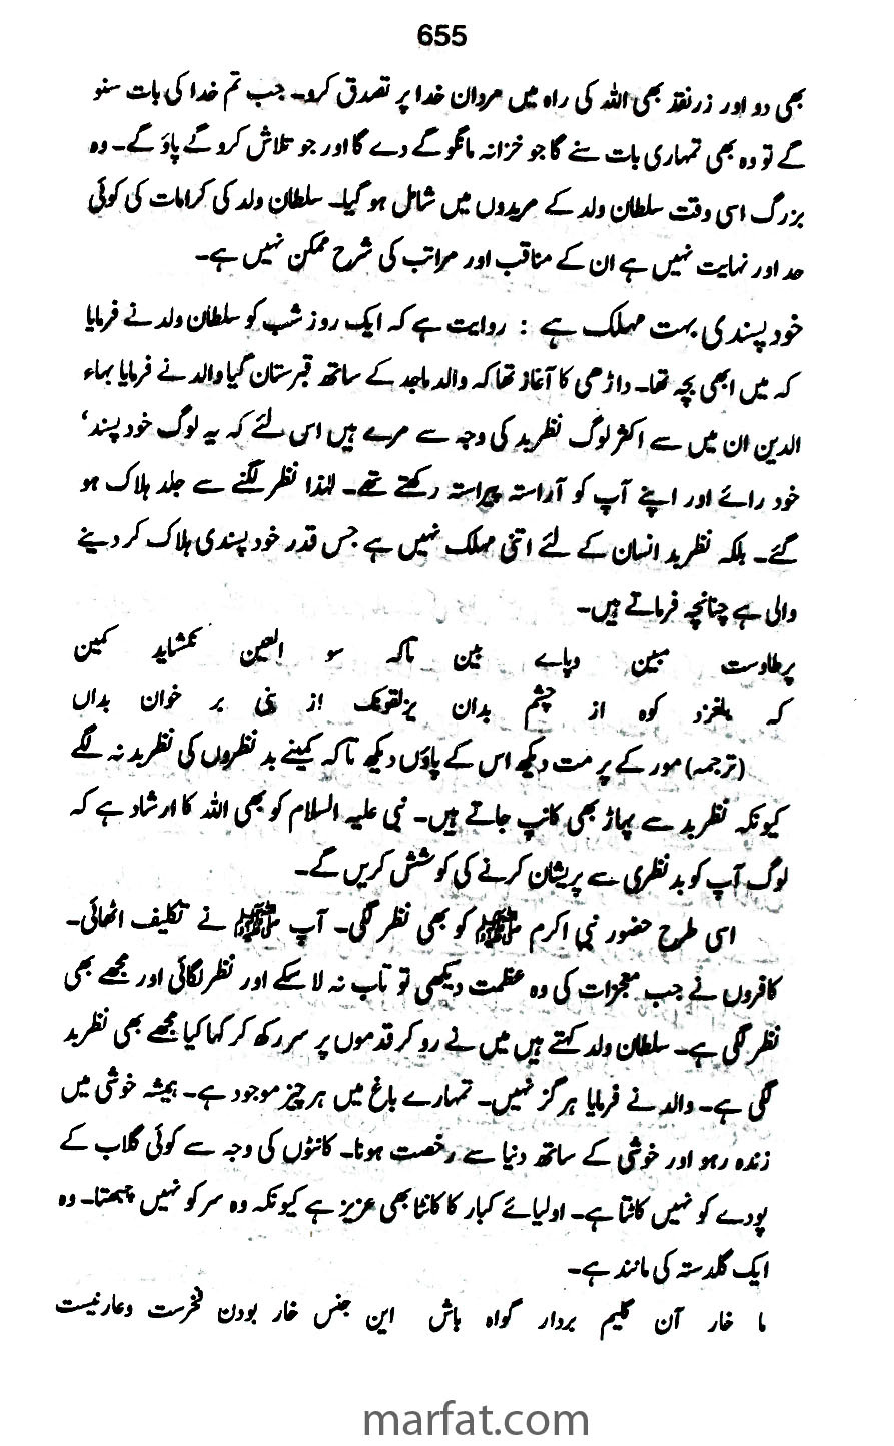 655
بھی دو اور زر نقد بھی اللہ کی راہ میں مردان خدا پر تصدق کرو۔ جب تم خدا کی بات سنو
گے تو وہ بھی تمہاری بات سنے گا جو خزانہ مانگو گے دے گا اور جو تلاش کرو گے پاؤ گے۔ وہ
بزرگ اسی وقت سلطان ولد کے مریدوں میں شامل ہو گیا۔ سلطان ولد کی کرامات کی کوئی
حد اور نہایت نہیں ہے ان کے مناقب اور مراتب کی شرح ممکن نہیں ہے۔
خود پسندی بہت مہلک ہے : روایت ہے کہ ایک روز شب کو سلطان ولد نے فرمایا
کہ میں ابھی بچہ تھا۔ داڑھی کا آغاز تھا کہ والد ماجد کے ساتھ قبرستان گیا والد نے فرمایا بہاء
الدین ان میں سے اکثر لوگ نظربد کی وجہ سے مرے ہیں اس لئے کہ یہ لوگ خود پسند‘
خود رائے اور اپنے آپ کو آراستہ پیراستہ رکھتے تھے۔ لہٰذا نظر لگنے سے جلد ہلاک ہو
گئے۔ بلکہ نظربد انسان کے لئے اتنی مہلک نہیں ہے جس قدر خود پسندی ہلاک کر دینے
والی ہے چنانچہ فرماتے ہیں۔
پر طاوست مبین وپاے بین تاکہ سو العین نکشاید کمین
کہ بلغزد کوہ از چشم بدان یزلقونک از نبی بر خوان بداں
(ترجمہ) مور کے پر مت دیکھ اس کے پاؤں دیکھ تاکہ کمینے بد نظروں کی نظربد نہ لگے
کیونکہ نظربد سے پہاڑ بھی کانپ جاتے ہیں۔ نبی علیہ السلام کو بھی اللہ کا ارشاد ہے کہ
لوگ آپ کو بد نظری سے پریشان کرنے کی کوشش کریں گے۔
اسی طرح حضور نبی اکرم ﷺ کو بھی نظر لگی۔ آپ ﷺ نے تکلیف اٹھائی۔
کافروں نے جب معجزات کی وہ عظمت دیکھی تو تاب نہ لا سکے اور نظر لگائی اور مجھے بھی
نظر لگی ہے۔ سلطان ولد کہتے ہیں میں نے رو کر قدموں پر سر رکھ کر کہا کیا مجھے بھی نظربد
لگی ہے۔ والد نے فرمایا ہرگز نہیں۔ تمہارے باغ میں ہر چیز موجود ہے۔ ہمیشہ خوشی میں
زندہ رہو اور خوشی کے ساتھ دنیا سے رخصت ہونا۔ کانٹوں کی وجہ سے کوئی گلاب کے
پودے کو نہیں کاٹتا ہے۔ اولیائے کبار کا کانٹا بھی عزیز ہے کیونکہ وہ سر کو نہیں چبھتا۔ وہ
ایک گلدستہ کی مانند ہے۔
ما خار آن گلیم بردار گواہ باش این جنس خار بودن فخرست وعار نیست
marfat.com